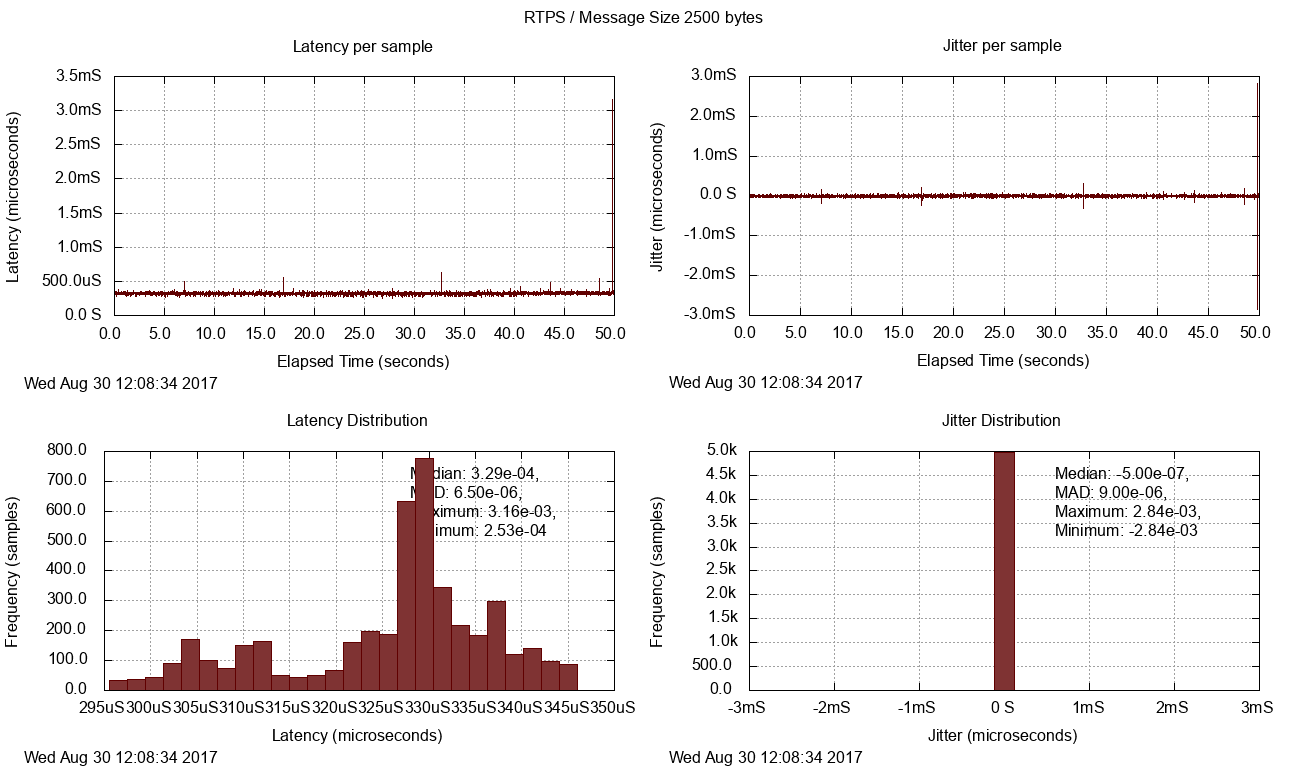 RTPS / Message Size 2500 bytes
Latency per sample
3.5mS
3.0mS
2.5mS
2.0mS
1.5mS
1.0mS
500.0uS
0.0 S
Latency (microseconds)
0.0 5.0 10.0 15.0 20.0 25.0 30.0 35.0 40.0 45.0 50.0
Elapsed Time (seconds)
Wed Aug 30 12:08:34 2017
Jitter per sample
3.0mS
2.0mS
1.0mS
0.0 S
-1.0mS
-2.0mS
-3.0mS
Jitter (microseconds)
0.0 5.0 10.0 15.0 20.0 25.0 30.0 35.0 40.0 45.0 50.0
Elapsed Time (seconds)
Wed Aug 30 12:08:34 2017
Latency Distribution
800.0
700.0
600.0
500.0
400.0
300.0
200.0
100.0
0.0
Frequency (samples)
3.29e-04,
6.50e-06,
3.16e-03,
2.53e-04
295uS 300uS 305uS 310uS 315uS 320uS 325uS 330uS 335uS 340uS 345uS 350uS
Latency (microseconds)
Wed Aug 30 12:08:34 2017
Jitter Distribution
5.0k
4.5k
4.0k
3.5k
3.0k
2.5k
2.0k
1.5k
1.0k
500.0
0.0
Frequency (samples)
Median: -5.00e-07,
MAD: 9.00e-06,
Maximum: 2.84e-03,
Minimum: -2.84e-03
-3mS -2mS -1mS 0 S 1mS 2mS 3mS
Jitter (microseconds)
Wed Aug 30 12:08:34 2017